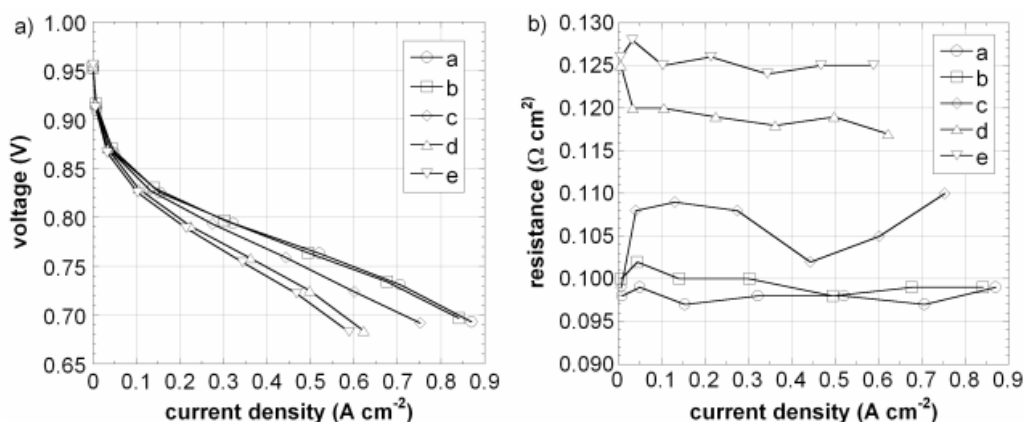 a)
1.00
0.95
0.90
0.85
0.80
0.75
0.70
0.65
voltage (V)
0 0.1 0.2 0.3 0.4 0.5 0.6 0.7 0.8 0.9
current density (A cm-2)
a
b
c
d
e
b)
0.130
0.125
0.120
0.115
0.110
0.105
0.100
0.095
0.090
resistance (Ω cm2)
0 0.1 0.2 0.3 0.4 0.5 0.6 0.7 0.8 0.9
current density (A cm-2)
a
b
c
d
e